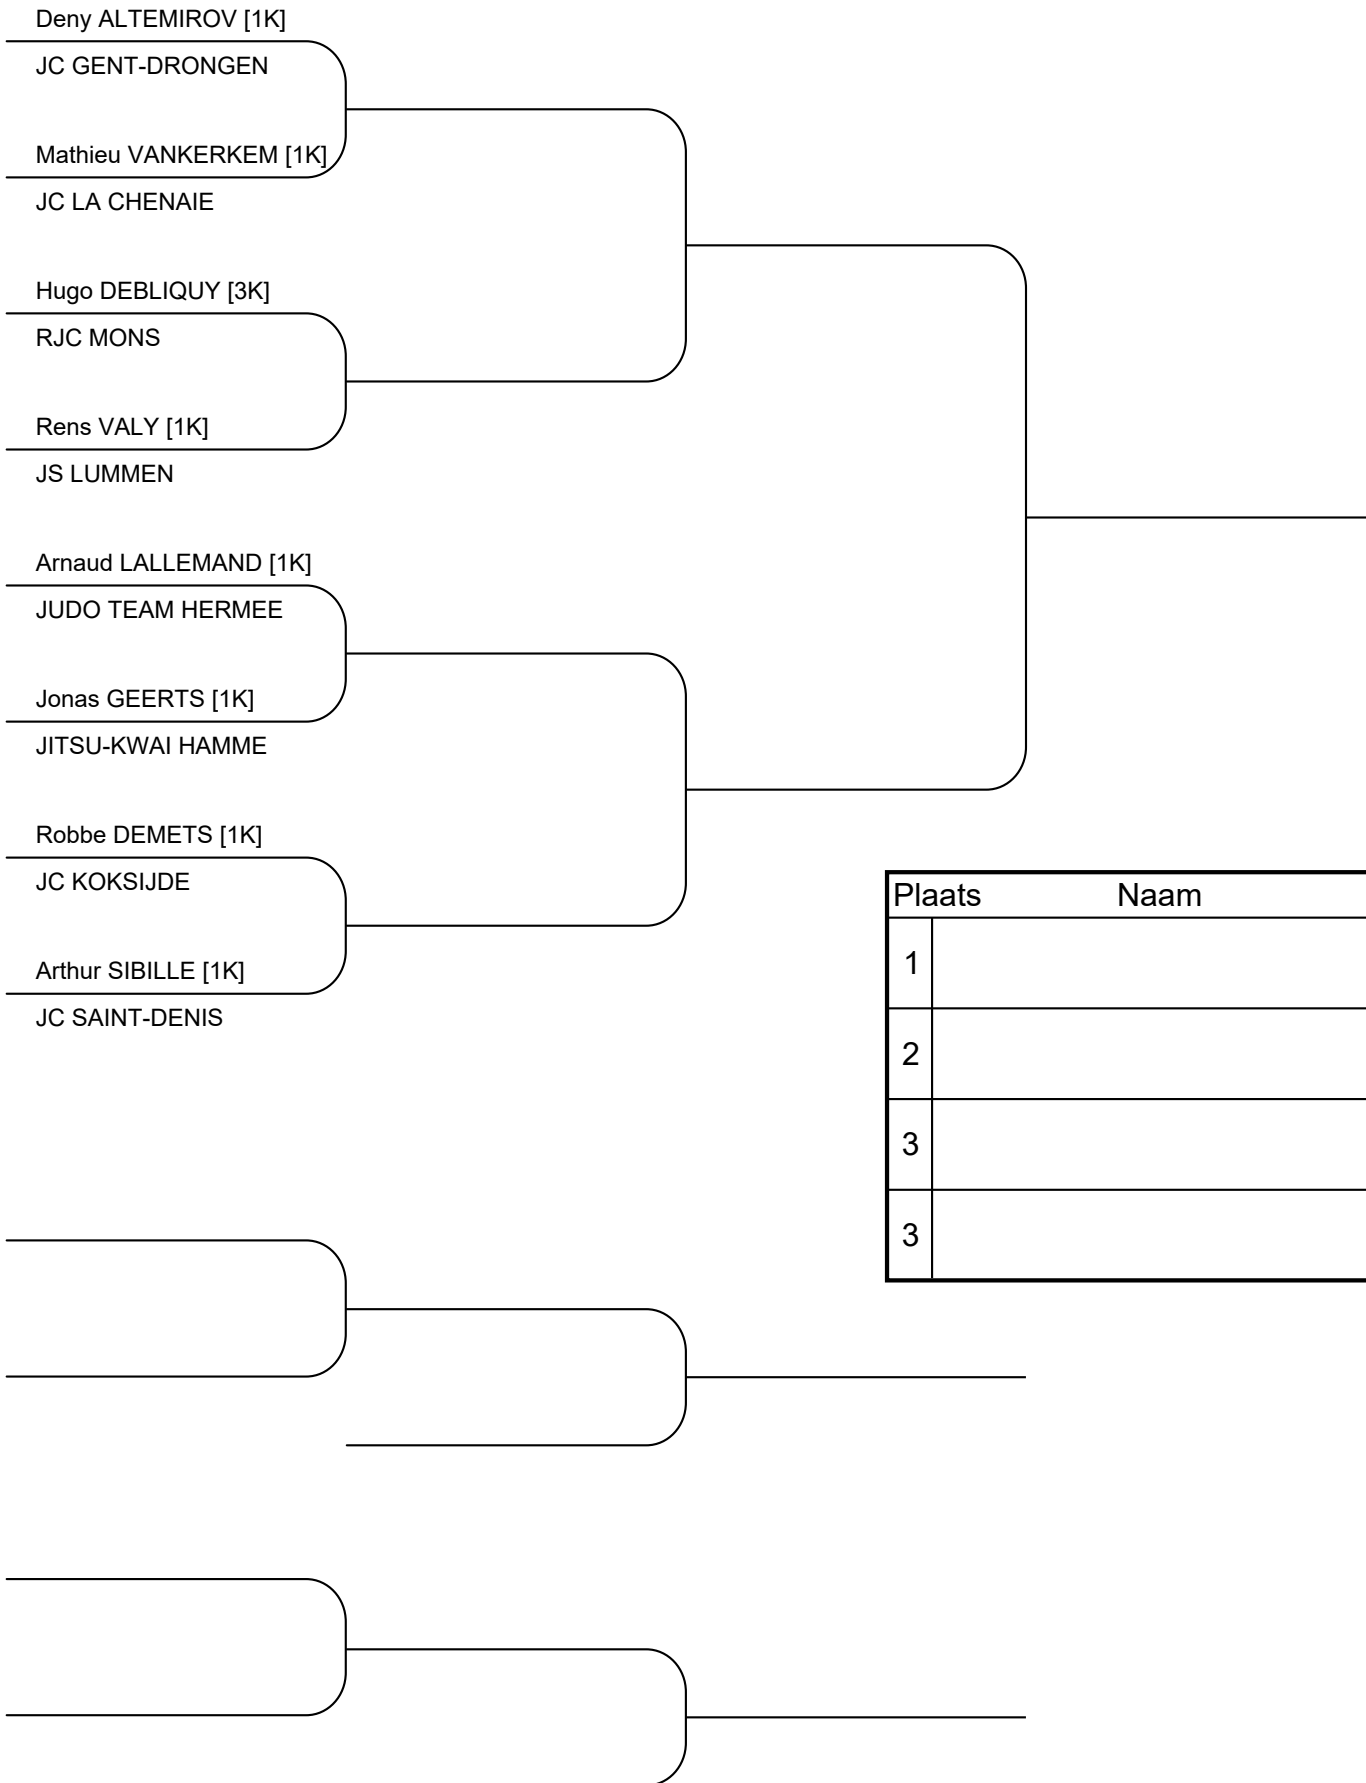 Deny ALTEMIROV [1K]
JC GENT-DRONGEN
Mathieu VANKERKEM [1K]
JC LA CHENAIE
Hugo DEBLIQUY [3K]
RJC MONS
Rens VALY [1K]
JS LUMMEN
Arnaud LALLEMAND [1K]
JUDO TEAM HERMEE
Jonas GEERTS [1K]
JITSU-KWAI HAMME
Robbe DEMETS [1K]
JC KOKSIJDE
Arthur SIBILLE [1K]
JC SAINT-DENIS
Plaats Naam
1
2
3
3